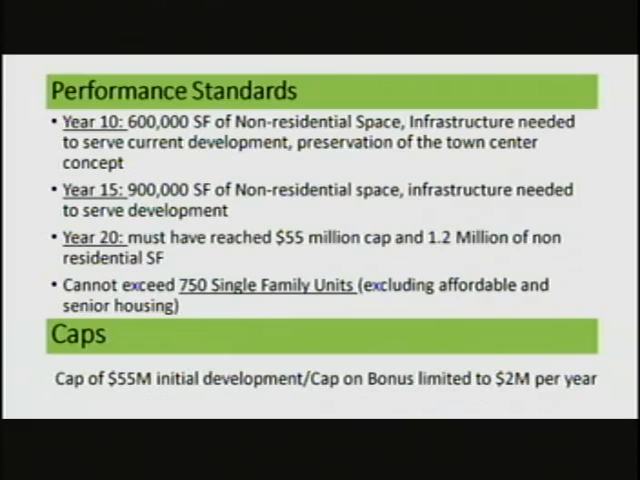 Performance Standards
• Year 10: 600,000 SF of Non-residential Space, Infrastructure needed
to serve current development, preservation of the town center
concept
• Year 15: 900,000 SF of Non-residential space, infrastructure needed
to serve development
• Year 20: must have reached $55 million cap and 1.2 Million of non
residential SF
• Cannot exceed 750 Single Family Units (excluding affordable and
senior housing)
Caps
Cap of $55M initial development/Cap on Bonus limited to $2M per year